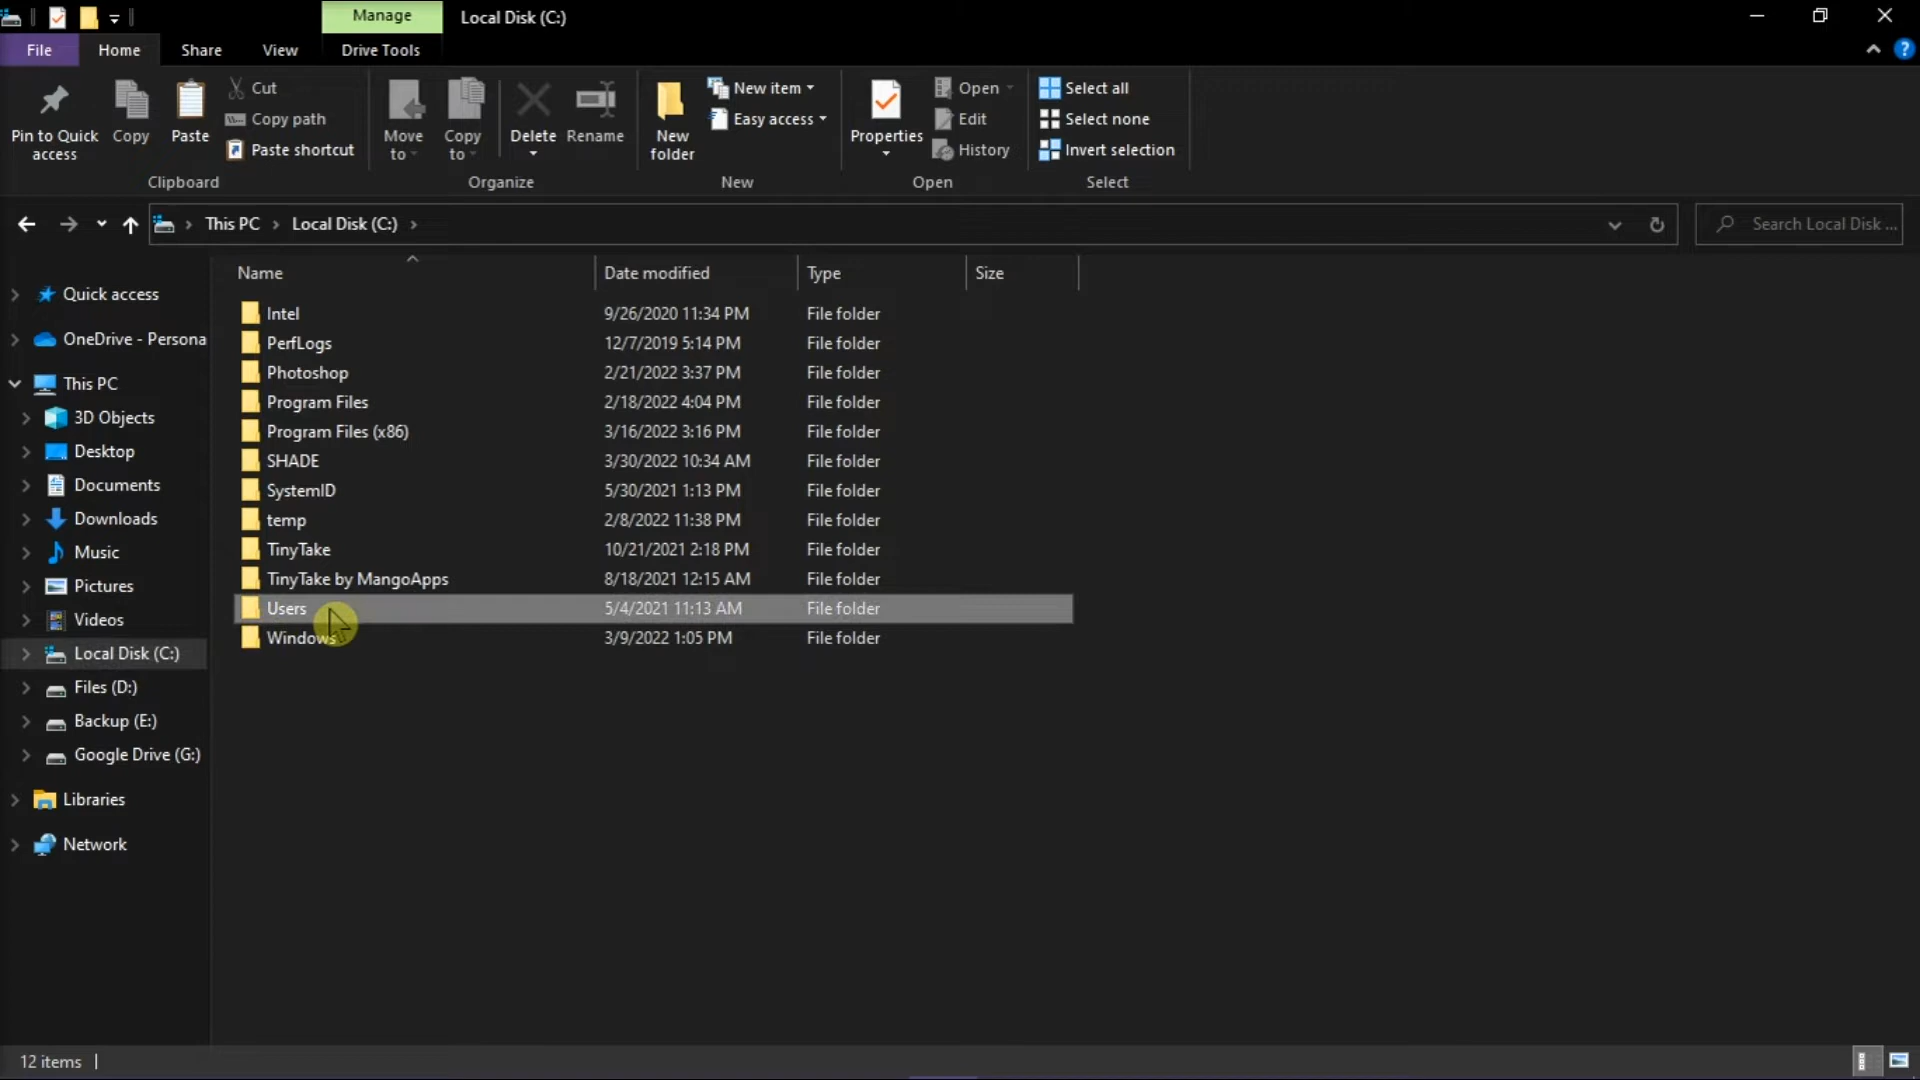 Manage
Local Disk (C:)
File
Home
Share
View
Drive Tools
Pin to Quick access
Copy
Paste
Cut
Copy path
Paste shortcut
Clipboard
Move to
Copy to
Delete
Rename
Organize
New folder
New item
Easy access
New
Properties
Open
Edit
History
Open
Select all
Select none
Invert selection
Select
This PC > Local Disk (C:) >
Search Local Disk ...
Name Date modified Type Size
Quick access
OneDrive - Persona
This PC
3D Objects
Desktop
Documents
Downloads
Music
Pictures
Videos
Local Disk (C:)
Files (D:)
Backup (E:)
Google Drive (G:)
Libraries
Network
Intel 9/26/2020 11:34 PM File folder
PerfLogs 12/7/2019 5:14 PM File folder
Photoshop 2/21/2022 3:37 PM File folder
Program Files 2/18/2022 4:04 PM File folder
Program Files (x86) 3/16/2022 3:16 PM File folder
SHADE 3/30/2022 10:34 AM File folder
SystemID 5/30/2021 1:13 PM File folder
temp 2/8/2022 11:38 PM File folder
TinyTake 10/21/2021 2:18 PM File folder
TinyTake by MangoApps 8/18/2021 12:15 AM File folder
Users 5/4/2021 11:13 AM File folder
Windows 3/9/2022 1:05 PM File folder
12 items